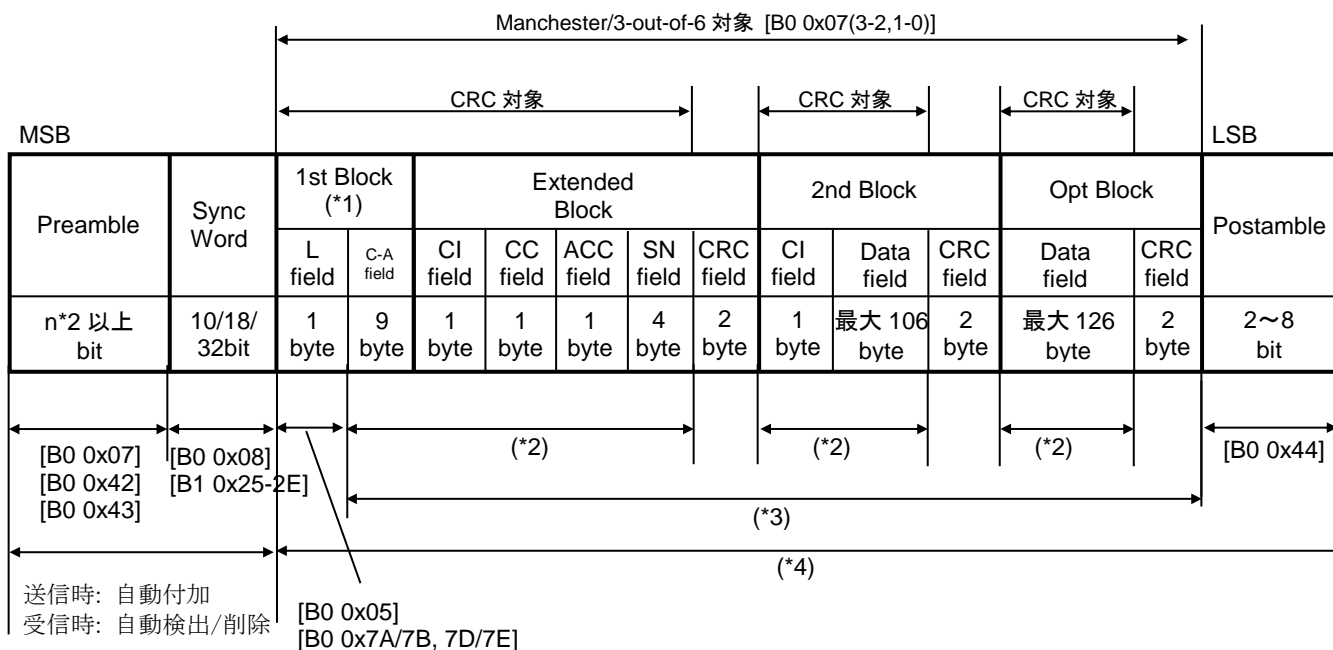 Manchester/3-out-of-6 対象 [B0 0x07(3-2,1-0)]
CRC 対象 CRC 対象 CRC 対象
MSB LSB
Preamble
Sync
Word
1st Block
(*1)
Extended
Block
2nd Block
Opt Block
Postamble
L
field
C-A
field
CI
field
CC
field
ACC
field
SN
field
CRC
field
CI
field
Data
field
CRC
field
Data
field
CRC
field
n*2 以上
bit
10/18/
32bit
1
byte
9
byte
1
byte
1
byte
1
byte
4
byte
2
byte
1
byte
最大 106
byte
2
byte
最大 126
byte
2
byte
2～8
bit
[B0 0x07]
[B0 0x42]
[B0 0x43]
[B0 0x08]
[B1 0x25-2E]
(*2) (*2) (*2)
[B0 0x44]
(*3)
(*4)
送信時: 自動付加
受信時: 自動検出/削除
[B0 0x05]
[B0 0x7A/7B, 7D/7E]